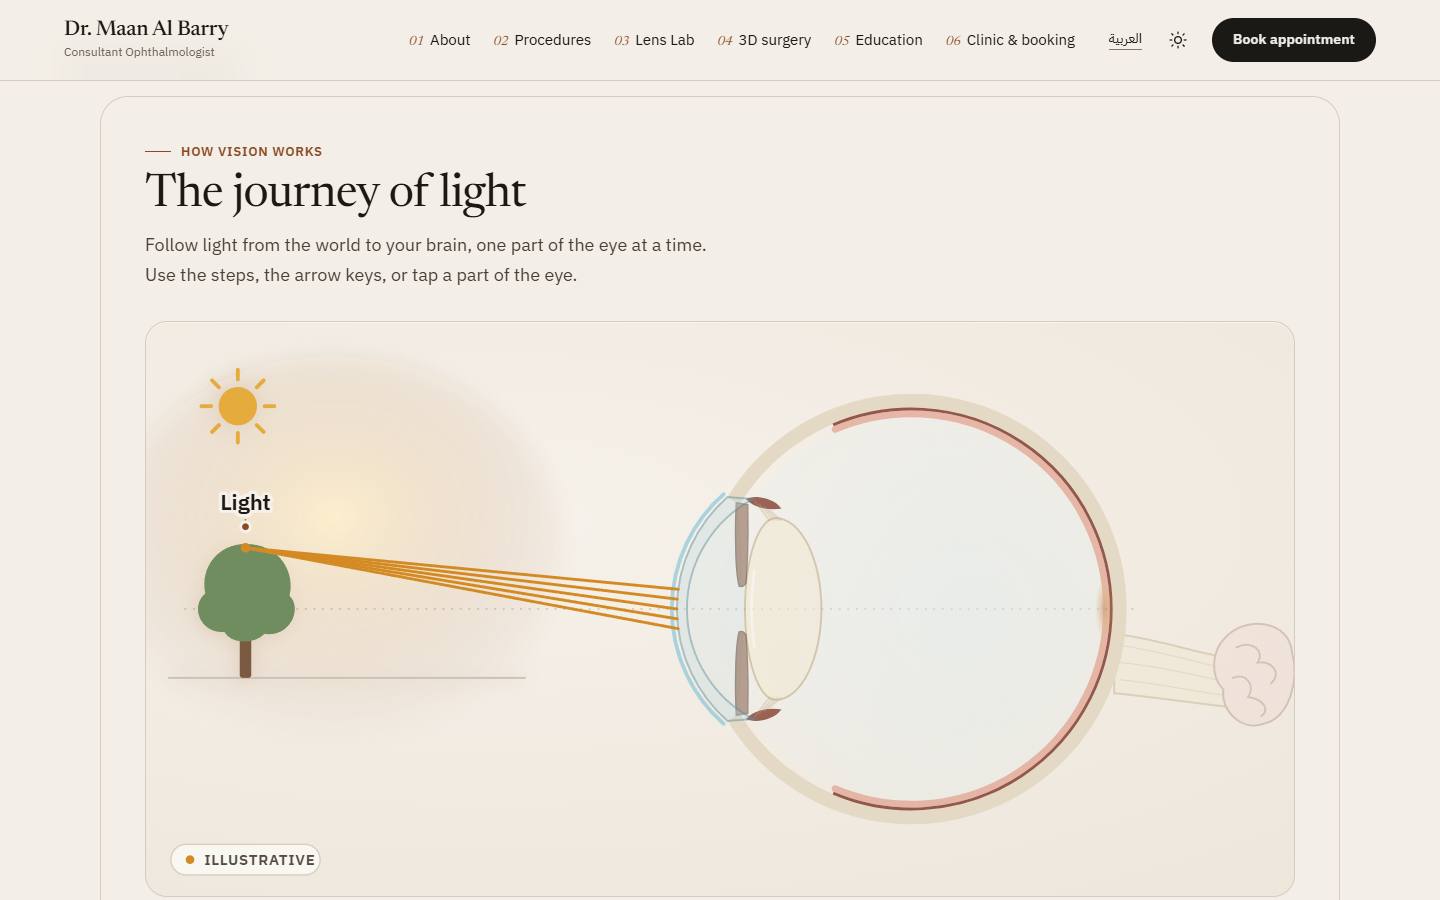 Dr. Maan Al Barry
Consultant Ophthalmologist
01 About
02 Procedures
03 Lens Lab
04 3D surgery
05 Education
06 Clinic & booking
العربية
Book appointment
HOW VISION WORKS
The journey of light
Follow light from the world to your brain, one part of the eye at a time.
Use the steps, the arrow keys, or tap a part of the eye.
Light
ILLUSTRATIVE